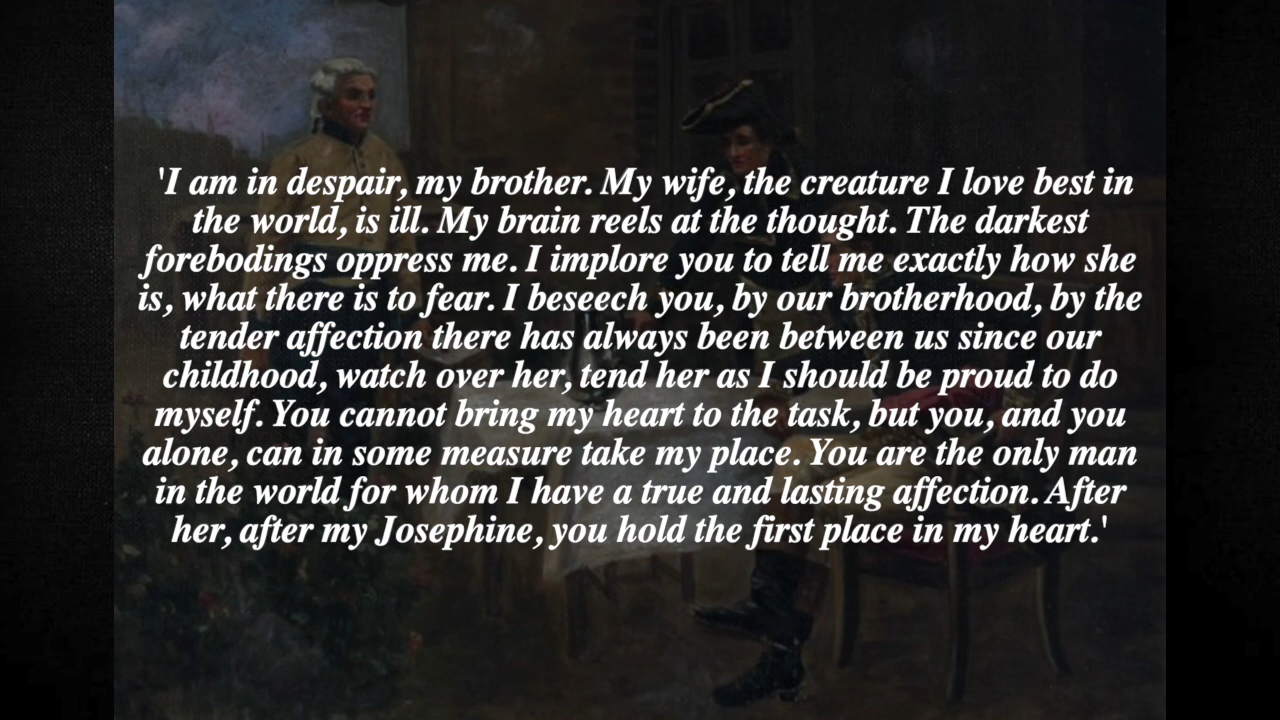 'I am in despair, my brother. My wife, the creature I love best in
the world, is ill. My brain reels at the thought. The darkest
forebodings oppress me. I implore you to tell me exactly how she
is, what there is to fear. I beseech you, by our brotherhood, by the
tender affection there has always been between us since our
childhood, watch over her, tend her as I should be proud to do
myself. You cannot bring my heart to the task, but you, and you
alone, can in some measure take my place. You are the only man
in the world for whom I have a true and lasting affection. After
her, after my Josephine, you hold the first place in my heart.'